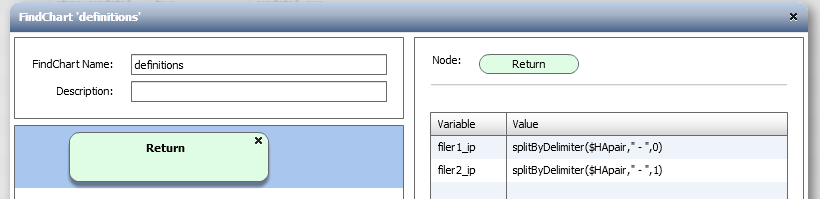 FindChart 'definitions'
FindChart Name: definitions
Description:
Return
Node: Return
Variable Value
filer1_ip splitByDelimiter($HApair," - ",0)
filer2_ip splitByDelimiter($HApair," - ",1)